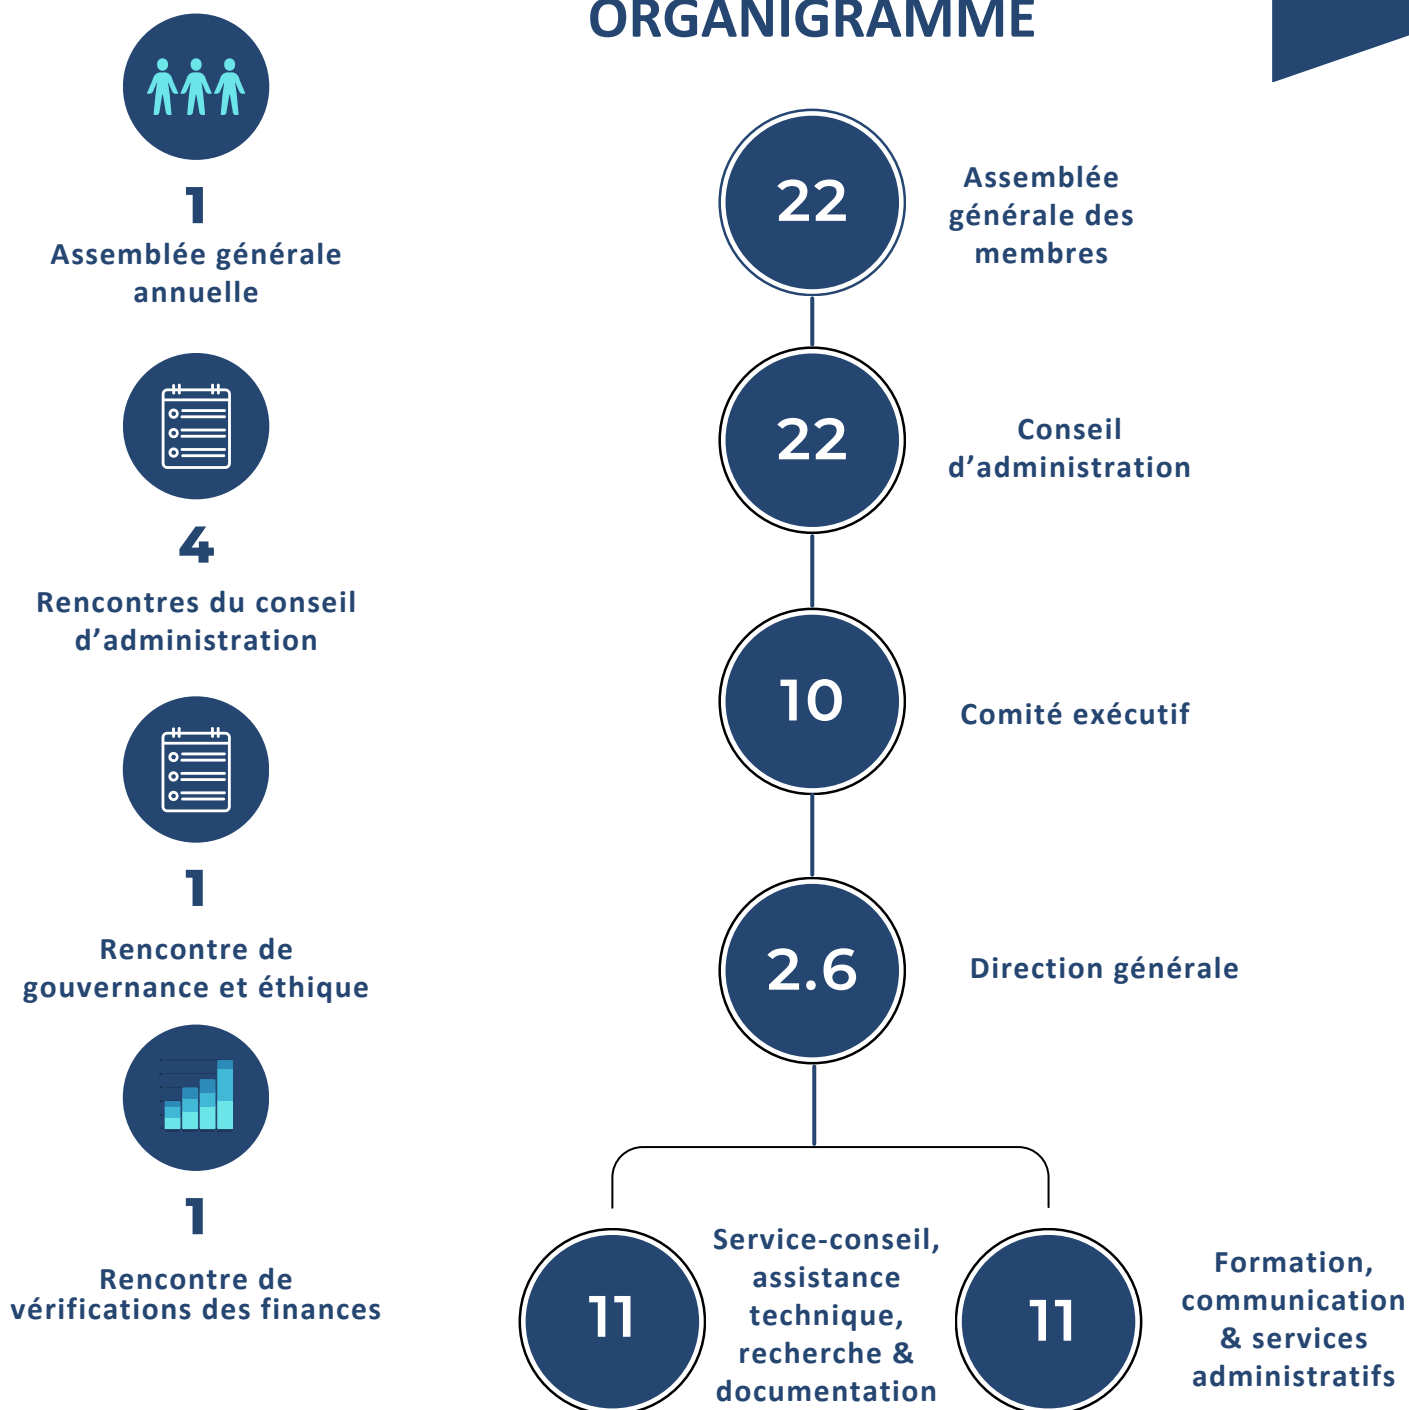 ORGANIGRAMME
1
Assemblée générale
annuelle
4
Rencontres du conseil
d’administration
1
Rencontre de
gouvernance et éthique
1
Rencontre de
vérifications des finances
22
Assemblée
générale des
membres
22
Conseil
d’administration
10
Comité exécutif
2.6
Direction générale
11
Service-conseil,
assistance
technique,
recherche &
documentation
11
Formation,
communication
& services
administratifs